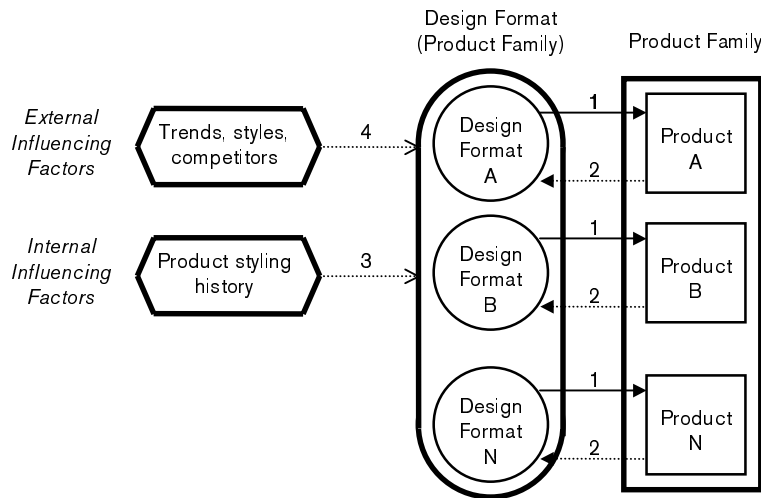 Design Format
(Product Family)
Product Family
External
Influencing
Factors
Trends, styles,
competitors
4
Design
Format
A
1
2
Product
A
Internal
Influencing
Factors
Product styling
history
3
Design
Format
B
1
2
Product
B
Design
Format
N
1
2
Product
N